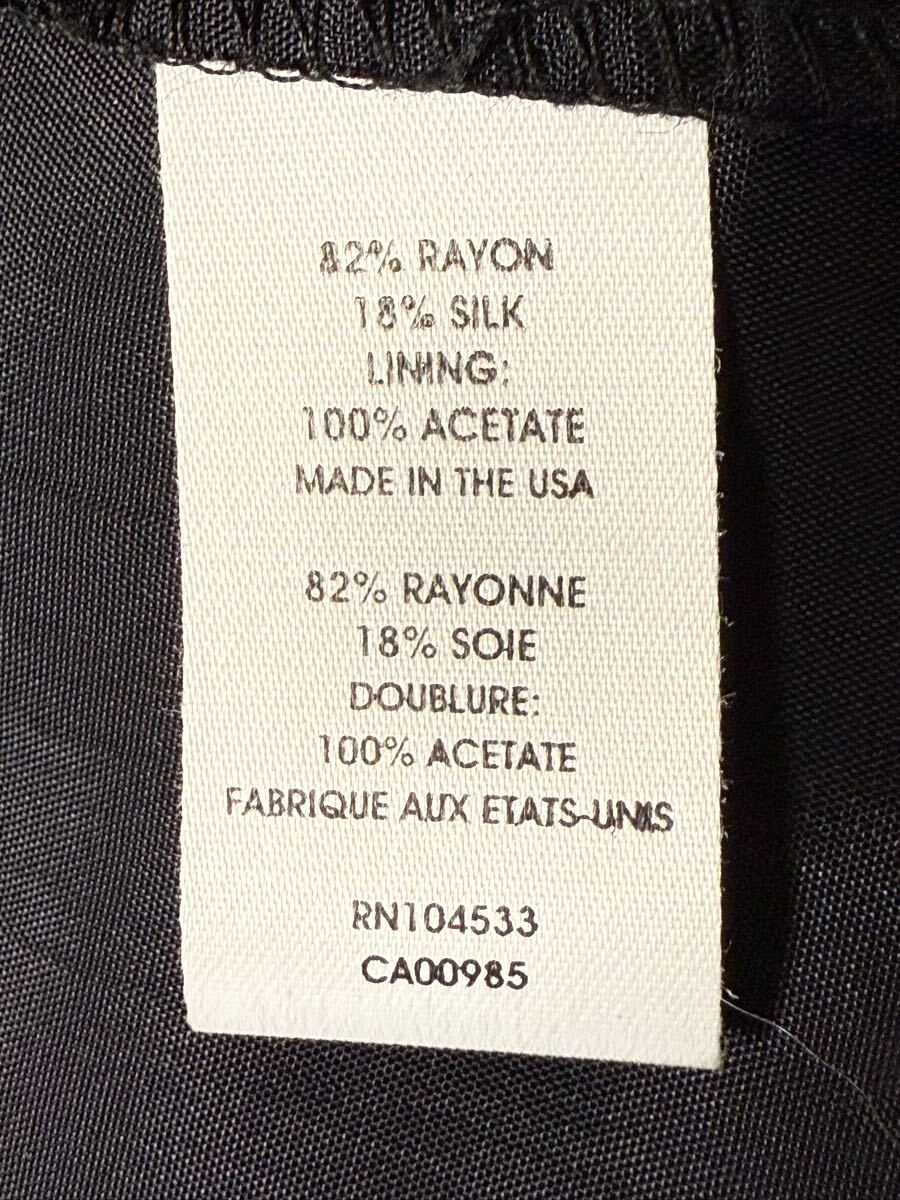 82% RAYON
18% SILK
LINING:
100% ACETATE
MADE IN THE USA
82% RAYONNE
18% SOIE
DOUBLURE:
100% ACETATE
FABRIQUE AUX ETATS-UNIS
RN104533
CA00985